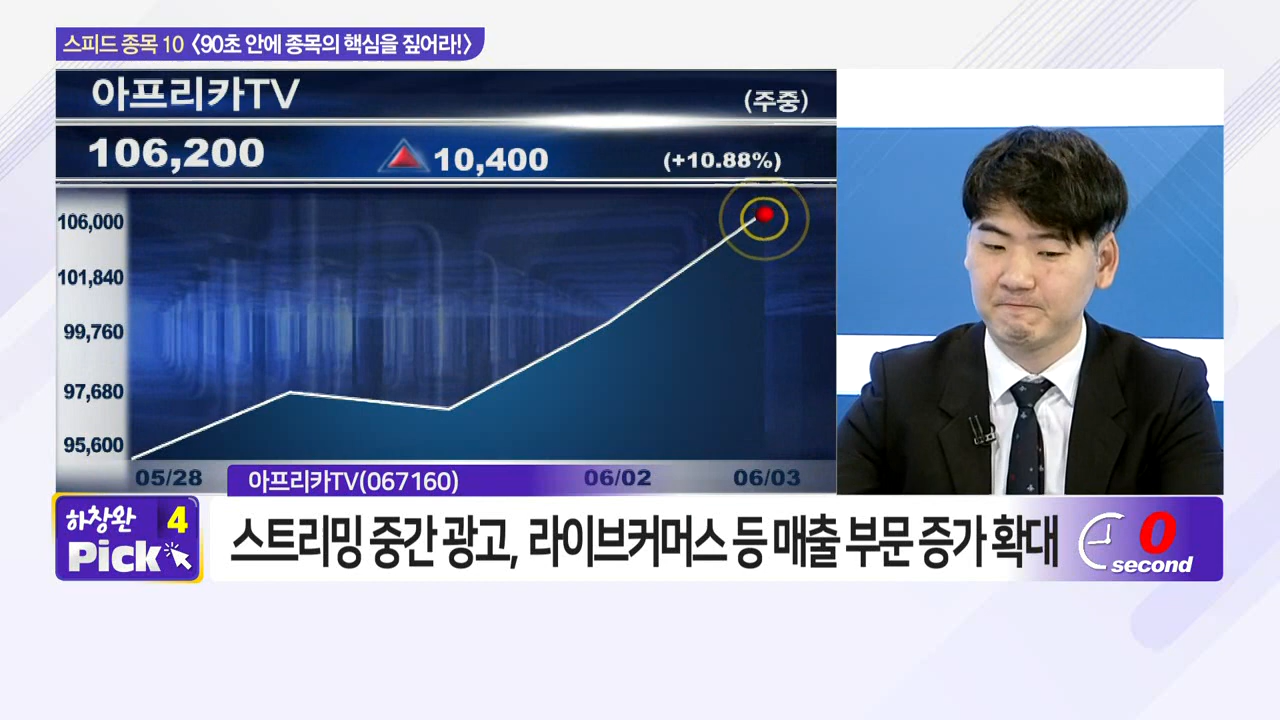 스피드 종목 10 <90초 안에 종목의 핵심을 짚어라!>
아프리카TV
(주중)
106,200
10,400
(+10.88%)
106,000
101,840
99,760
97,680
95,600
05/28
06/02
06/03
아프리카TV(067160)
하창완 4
Pick
스트리밍 중간 광고, 라이브커머스 등 매출 부문 증가 확대
0
second